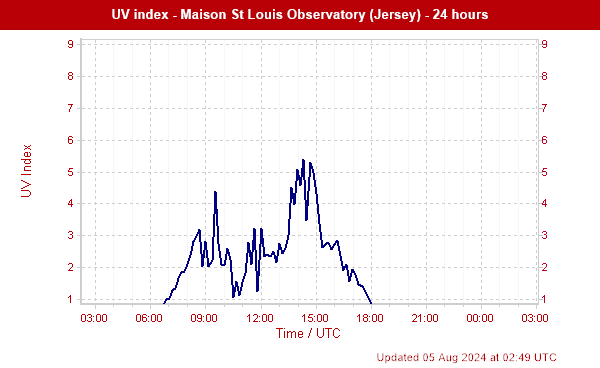 UV index - Maison St Louis Observatory (Jersey) - 24 hours
9 9
8 8
7 7
6 6
5 5
4 4
3 3
2 2
1 1
UV Index
03:00 06:00 09:00 12:00 15:00 18:00 21:00 00:00 03:00
Time / UTC
Updated 05 Aug 2024 at 02:49 UTC